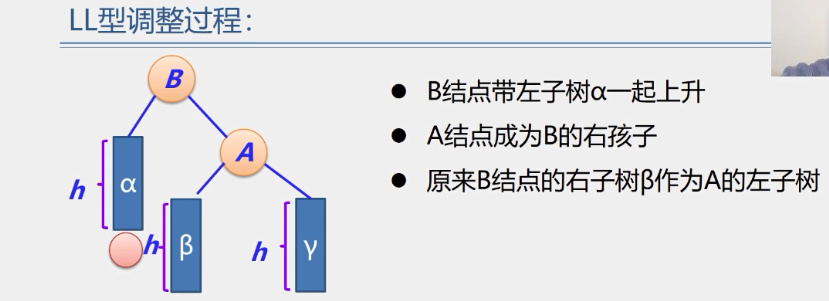 LL型调整过程：
B
B结点带左子树α一起上升
A结点成为B的右孩子
A
原来B结点的右子树β作为A的左子树
h
α
h
β
h
γ